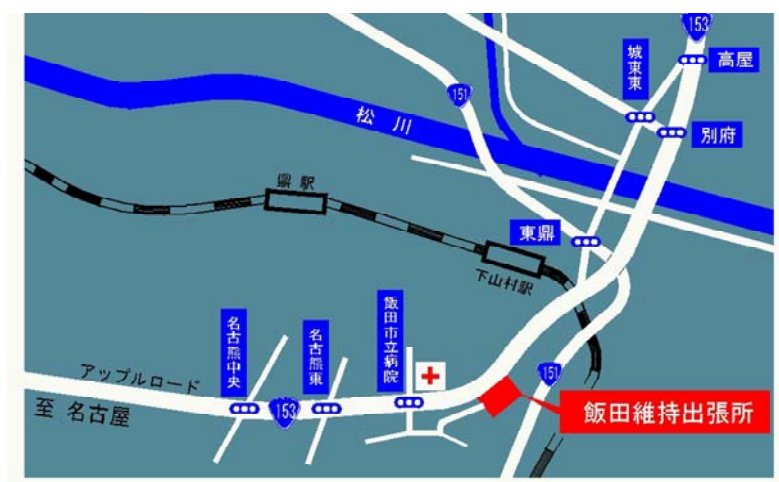 153
高屋
城東東
151
松川
別府
鼎駅
東鼎
下山村駅
飯田市立病院
名古熊中央
名古熊東
アップルロード
151
153
至 名古屋
飯田維持出張所